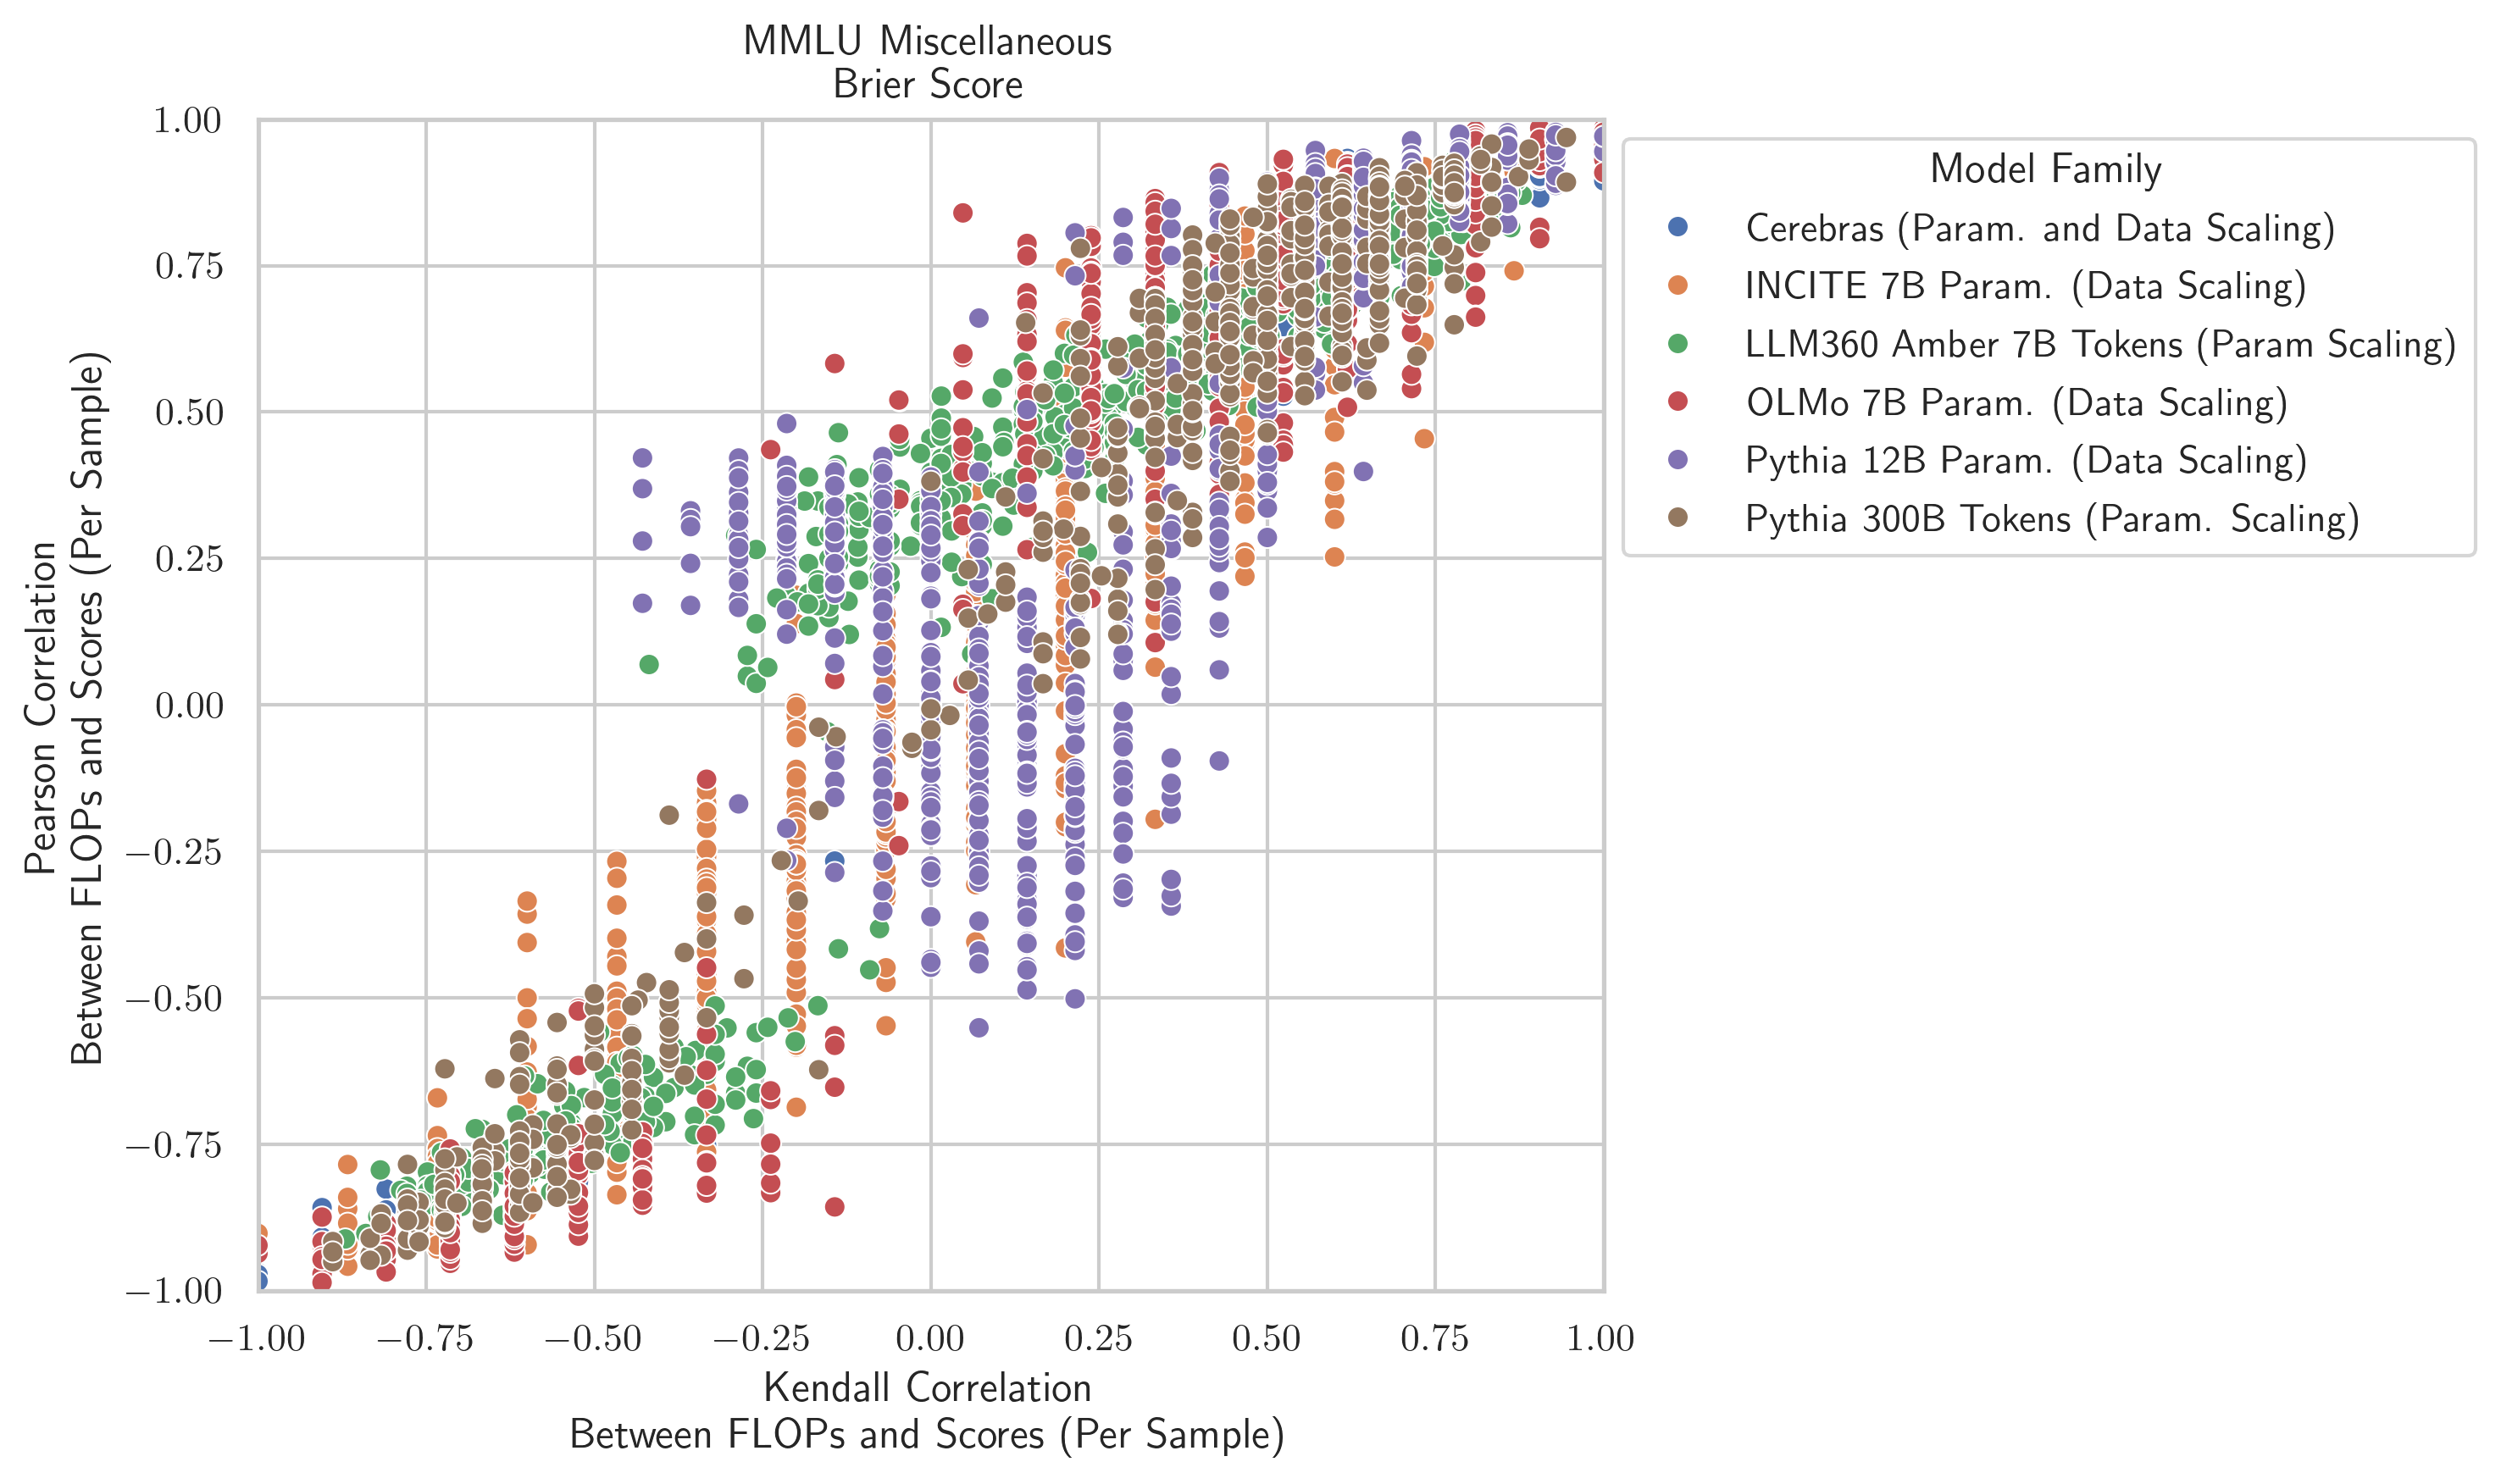 MMLU Miscellaneous
Brier Score
1.00
0.75
0.50
0.25
0.00
−0.25
−0.50
−0.75
−1.00
Pearson Correlation
Between FLOPs and Scores (Per Sample)
−1.00 −0.75 −0.50 −0.25 0.00 0.25 0.50 0.75 1.00
Kendall Correlation
Between FLOPs and Scores (Per Sample)
Model Family
Cerebras (Param. and Data Scaling)
INCITE 7B Param. (Data Scaling)
LLM360 Amber 7B Tokens (Param Scaling)
OLMo 7B Param. (Data Scaling)
Pythia 12B Param. (Data Scaling)
Pythia 300B Tokens (Param. Scaling)